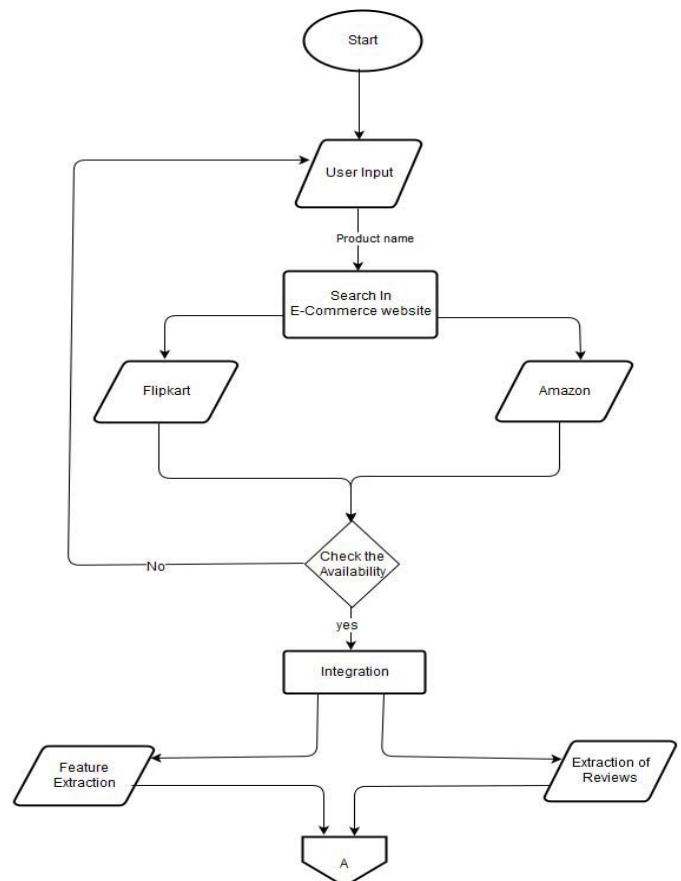 Start
User Input
Product name
Search In
E-Commerce website
Flipkart
Amazon
Check the
Availability
No
yes
Integration
Feature
Extraction
Extraction of
Reviews
A